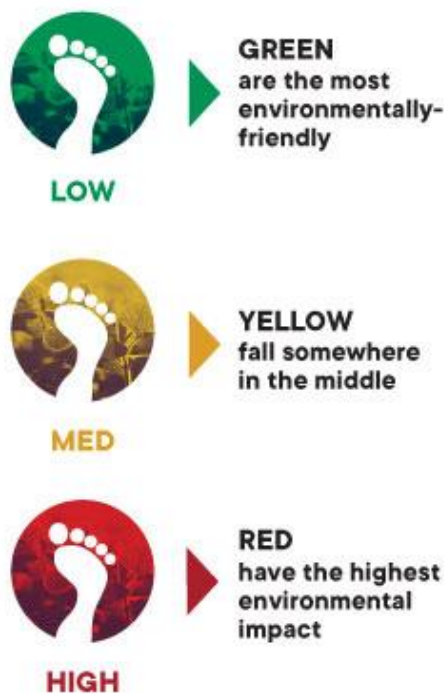 GREEN
are the most
environmentally-
friendly
LOW
YELLOW
fall somewhere
in the middle
MED
RED
have the highest
environmental
impact
HIGH